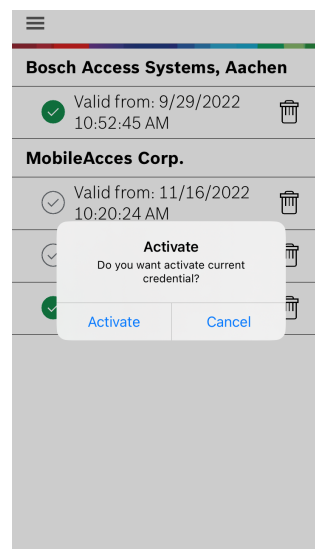 Bosch Access Systems, Aachen
Valid from: 9/29/2022
10:52:45 AM
MobileAcces Corp.
Valid from: 11/16/2022
10:20:24 AM
Activate
Do you want activate current
credential?
Activate
Cancel